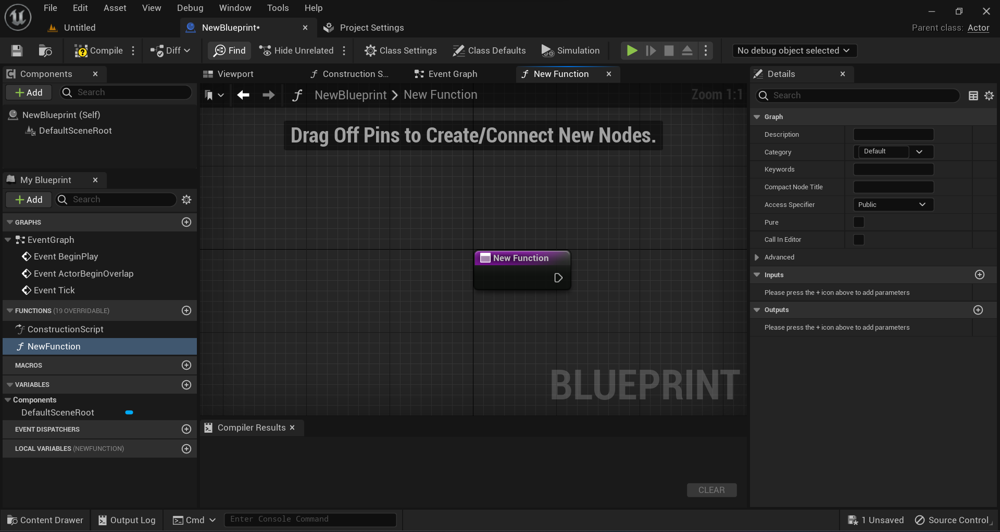 File Edit Asset View Debug Window Tools Help
Untitled
NewBlueprint*
Project Settings
Parent class: Actor
Compile
Diff
Find
Hide Unrelated
Class Settings
Class Defaults
Simulation
No debug object selected
Components
Add
Search
NewBlueprint (Self)
DefaultSceneRoot
My Blueprint
Add
Search
GRAPHS
EventGraph
Event BeginPlay
Event ActorBeginOverlap
Event Tick
FUNCTIONS (19 OVERRIDABLE)
ConstructionScript
NewFunction
MACROS
VARIABLES
Components
DefaultSceneRoot
EVENT DISPATCHERS
LOCAL VARIABLES (NEWFUNCTION)
Viewport
Construction S...
Event Graph
New Function
NewBlueprint > New Function
Zoom 1:1
Drag Off Pins to Create/Connect New Nodes.
New Function
BLUEPRINT
Compiler Results
CLEAR
Details
Search
Graph
Description
Category Default
Keywords
Compact Node Title
Access Specifier Public
Pure
Call In Editor
Advanced
Inputs
Please press the + icon above to add parameters
Outputs
Please press the + icon above to add parameters
Content Drawer
Output Log
Cmd
Enter Console Command
1 Unsaved
Source Control